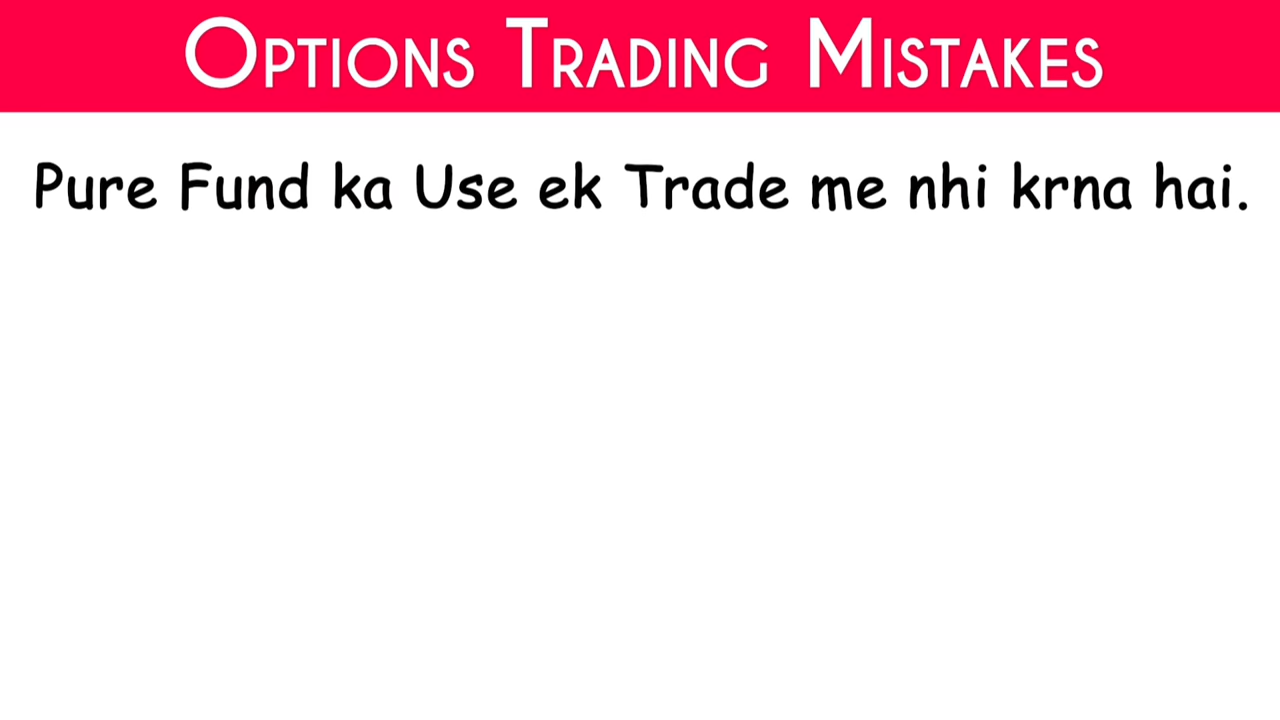 Options Trading Mistakes
Pure Fund ka Use ek Trade me nhi krna hai.